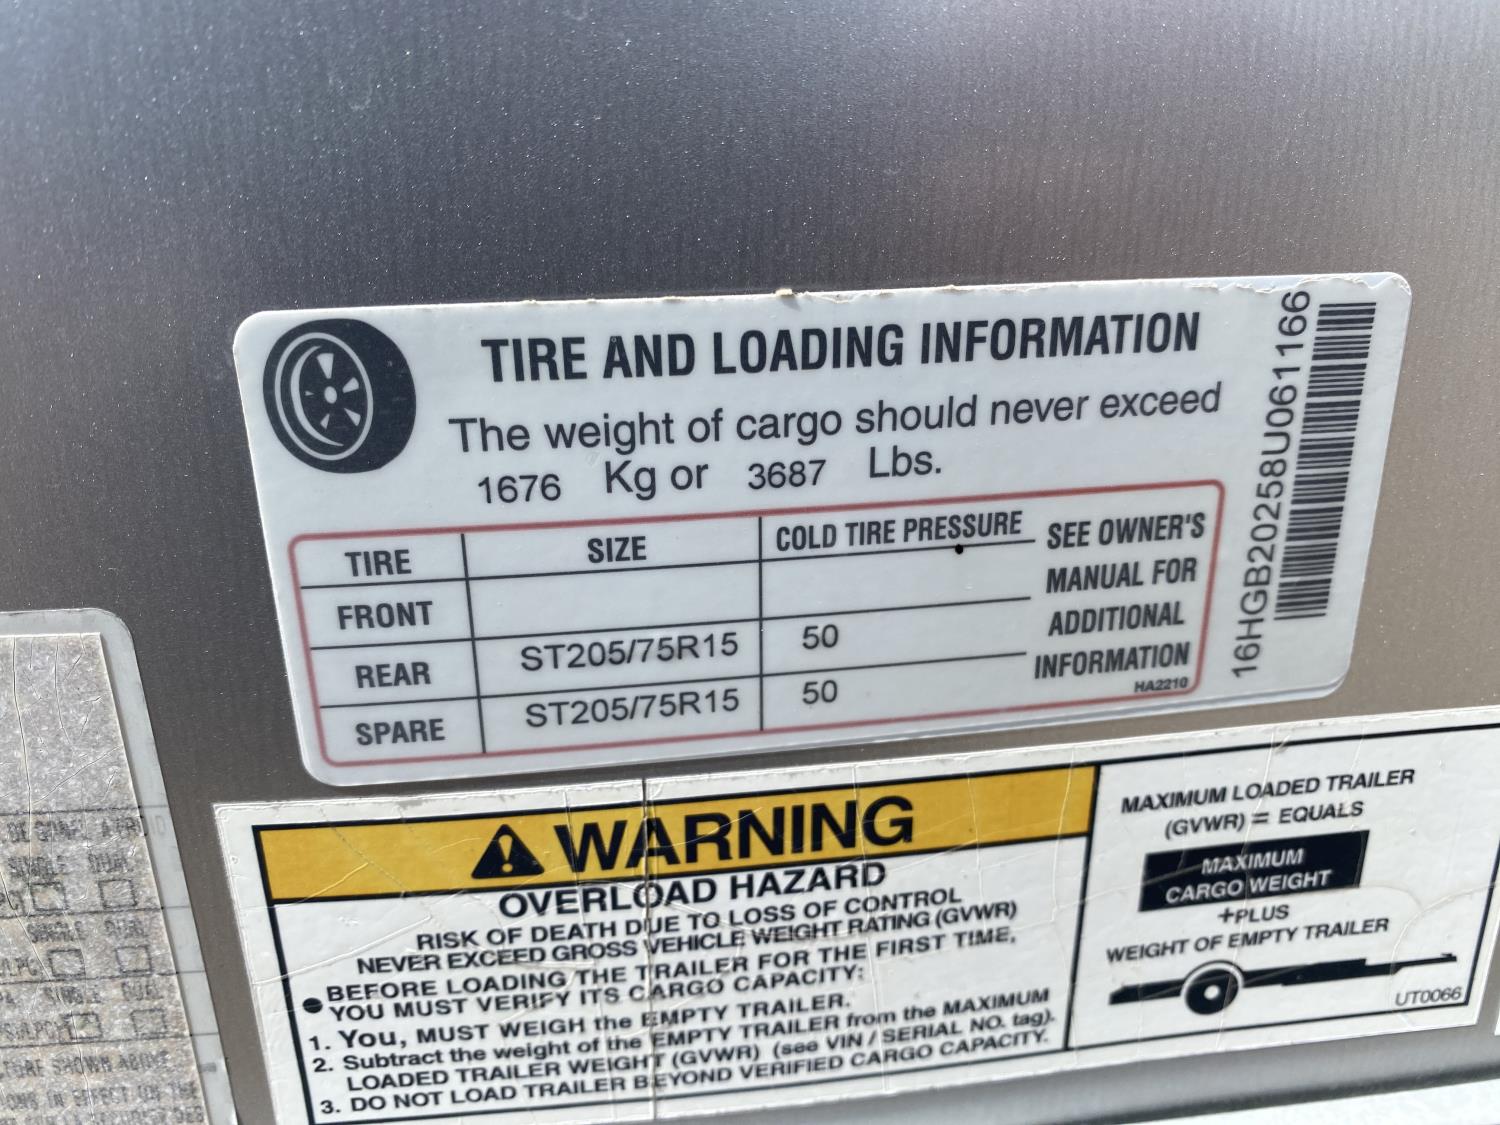 TIRE AND LOADING INFORMATION
The weight of cargo should never exceed
1676 Kg or 3687 Lbs.
TIRE SIZE COLD TIRE PRESSURE
FRONT
REAR ST205/75R15 50
SPARE ST205/75R15 50
SEE OWNER'S
MANUAL FOR
ADDITIONAL
INFORMATION
HA2210
16HGB20258U061166
WARNING
OVERLOAD HAZARD
RISK OF DEATH DUE TO LOSS OF CONTROL
NEVER EXCEED GROSS VEHICLE WEIGHT RATING (GVWR)
● BEFORE LOADING THE TRAILER FOR THE FIRST TIME,
YOU MUST VERIFY ITS CARGO CAPACITY:
1. You, MUST WEIGH the EMPTY TRAILER.
2. Subtract the weight of the EMPTY TRAILER from the MAXIMUM
LOADED TRAILER WEIGHT (GVWR) (see VIN / SERIAL NO. tag).
3. DO NOT LOAD TRAILER BEYOND VERIFIED CARGO CAPACITY.
MAXIMUM LOADED TRAILER
(GVWR) = EQUALS
MAXIMUM
CARGO WEIGHT
+PLUS
WEIGHT OF EMPTY TRAILER
UT0066
SHOWN ABOVE